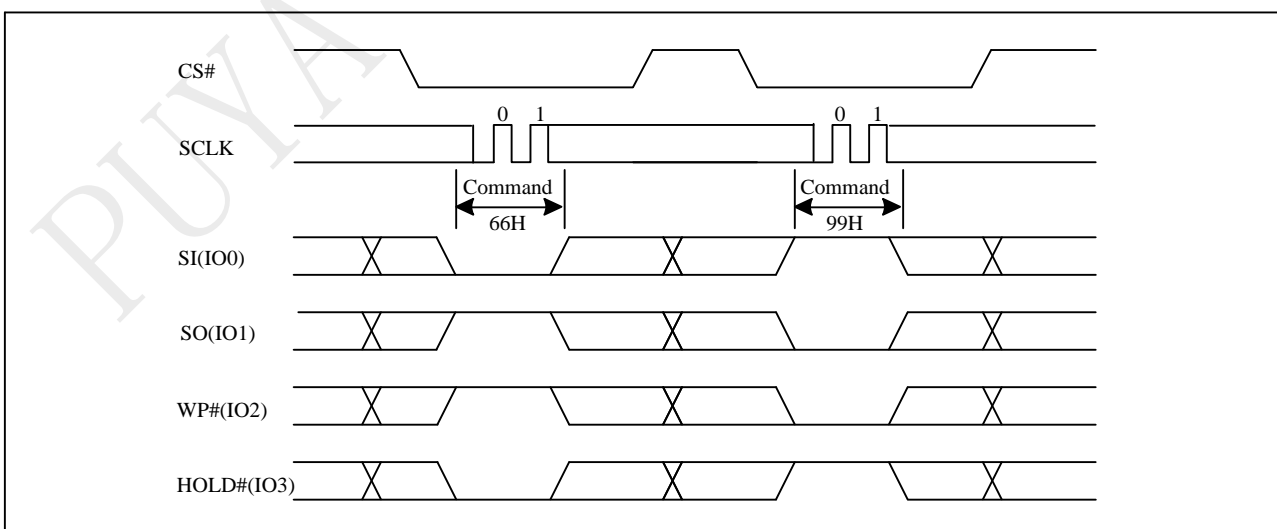 PUYA
CS#
0 1 0 1
SCLK
Command Command
66H 99H
SI(IO0)
SO(IO1)
WP#(IO2)
HOLD#(IO3)